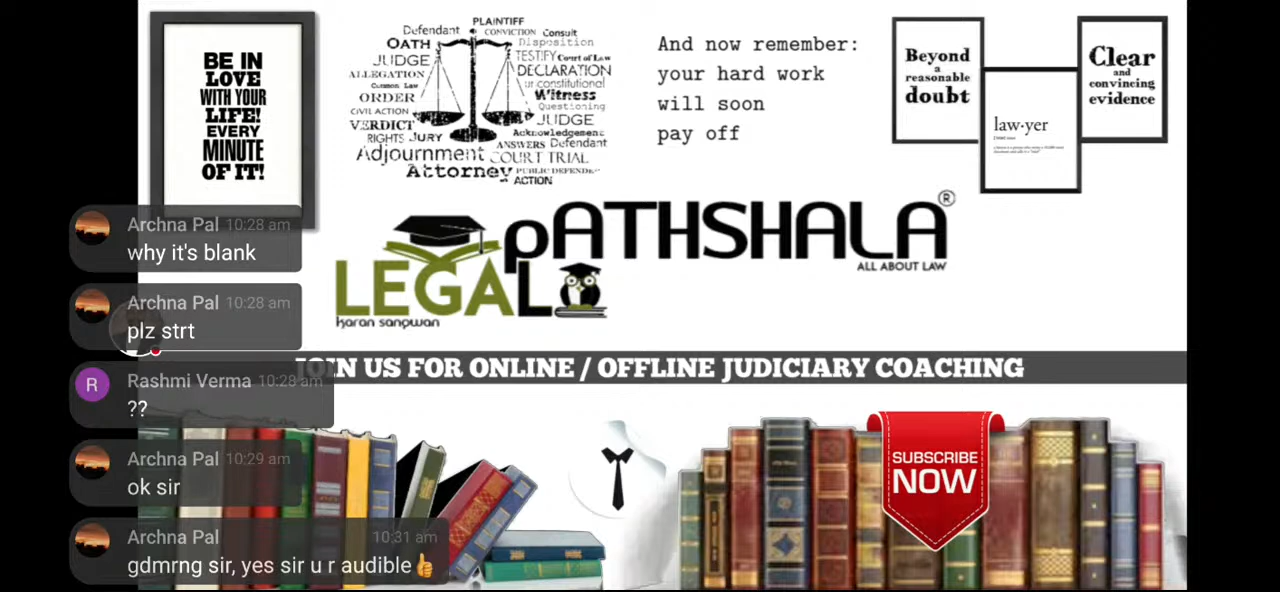 BE IN
LOVE
WITH YOUR
LIFE!
EVERY
MINUTE
OF IT!
PLAINTIFF
Defendant
CONVICTION
Consult
OATH
Disposition
JUDGE
TESTIFY
Court of Law
ALLEGATION
DECLARATION
Common Law
unconstitutional
ORDER
Witness
Questioning
CIVIL ACTION
JUDGE
VERDICT
Acknowledgement
RIGHTS
JURY
ANSWERS
Defendant
Adjournment
COURT TRIAL
Attorney
ACTION
And now remember:
your hard work
will soon
pay off
Beyond
a
reasonable
doubt
law·yer
Clear
and
convincing
evidence
LEGAL
pATHSHALA®
ALL ABOUT LAW
karan sangwan
JOIN US FOR ONLINE / OFFLINE JUDICIARY COACHING
SUBSCRIBE
NOW
Archna Pal 10:28 am
why it's blank
Archna Pal 10:28 am
plz strt
R
Rashmi Verma 10:28 am
??
Archna Pal 10:29 am
ok sir
Archna Pal 10:31 am
gdmrng sir, yes sir u r audible👍